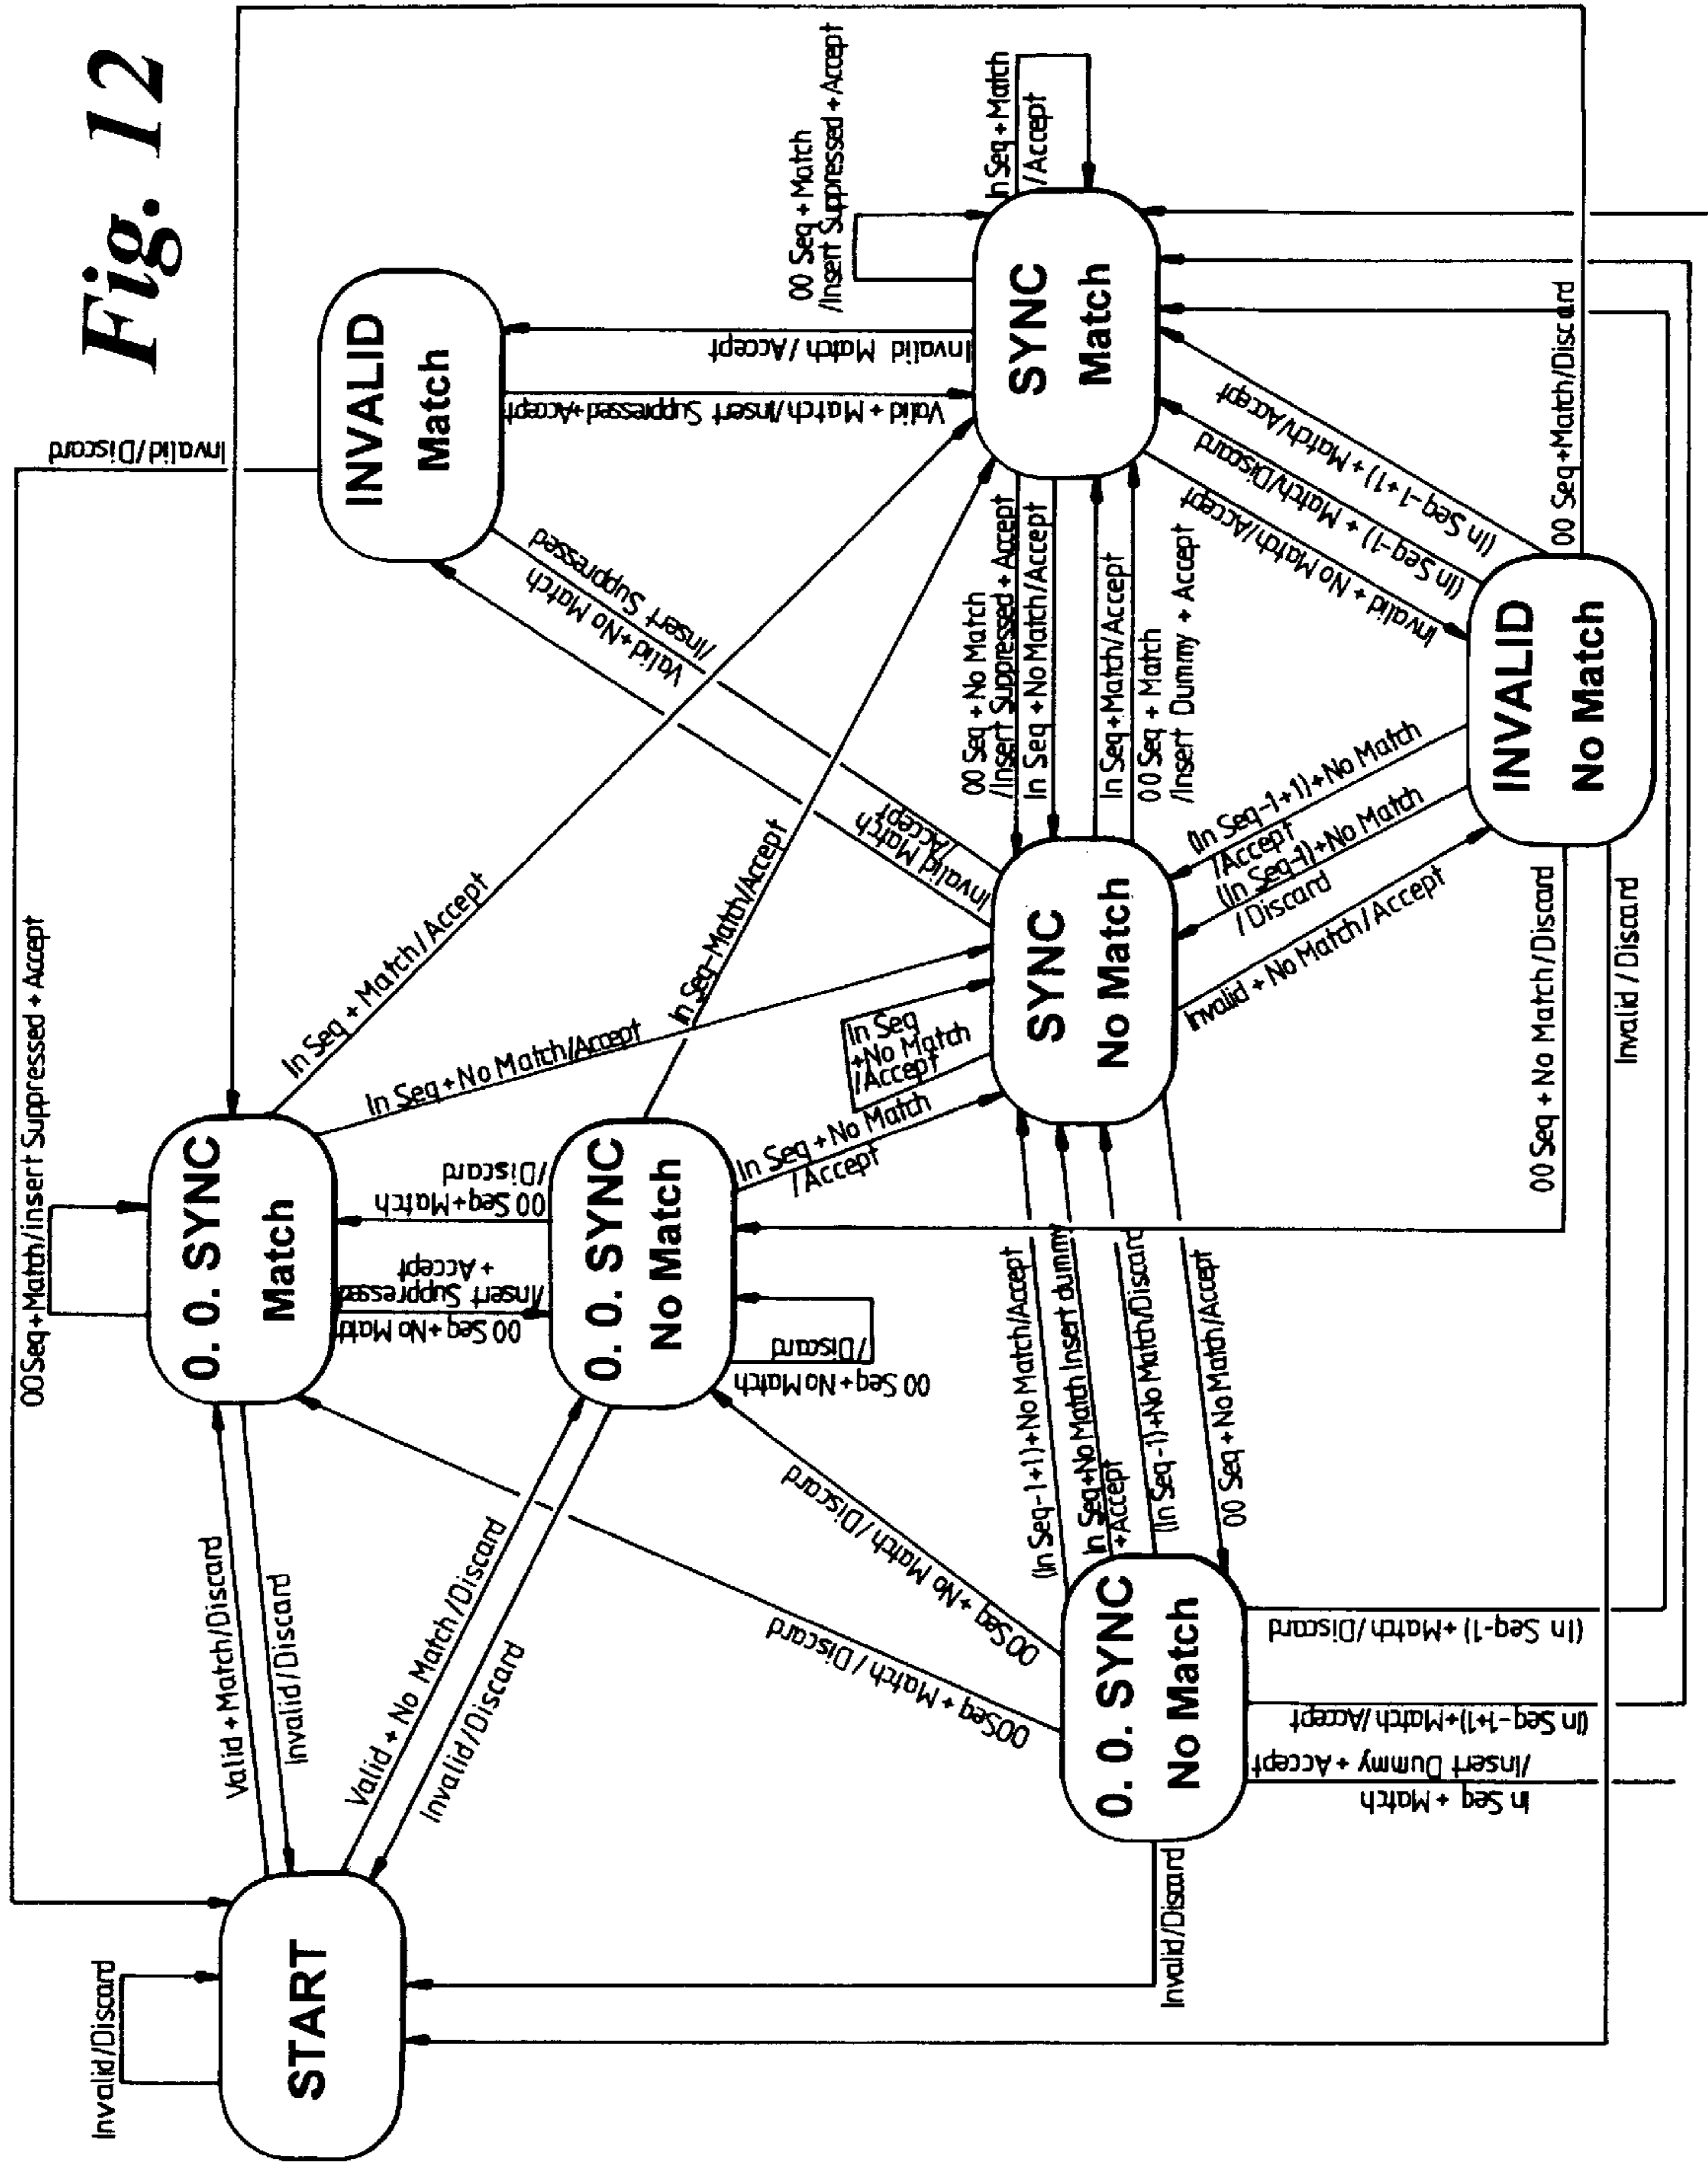 Fig. 12
Invalid/Discard
START
Valid + Match/Discard
Invalid/Discard
Valid + No Match/Discard
Invalid/Discard
Invalid/Discard
00 Seq + Match/insert Suppressed + Accept
0. 0. SYNC
Match
Invalid/Discard
In Seq + Match/Accept
In Seq + No Match/Accept
00 Seq + No Match
/Insert Suppressed
+ Accept
00 Seq + Match
/Discard
0. 0. SYNC
No Match
00 Seq + No Match
/Discard
In Seq-Match/Accept
In Seq + No Match
/Accept
00Seq + Match / Discard
00Seq + No Match / Discard
0. 0. SYNC
No Match
(In Seq-1+1)+No Match/Accept
In Seq+No Match Insert dummy
+Accept
(In Seq-1)+No Match/Discard
00 Seq + No Match/Accept
In Seq + Match
/Insert Dummy + Accept
(In Seq-1+1)+Match/Accept
(In Seq-1) +Match/Discard
In Seq
+No Match
/Accept
SYNC
No Match
Invalid Match
/Accept
Valid+No Match
/Insert Suppressed
INVALID
Match
Invalid Match / Accept
Valid + Match/Insert Suppressed+Accept
00 Seq + No Match
/Insert Suppressed + Accept
In Seq + No Match/Accept
In Seq+Match/Accept
00 Seq + Match
/Insert Dummy + Accept
00 Seq + Match
/Insert Suppressed + Accept
In Seq + Match
/Accept
SYNC
Match
(In Seq-1+1) + Match/Accept
(In Seq-1) + Match/Discard
Invalid + No Match/Accept
(In Seq-1+1)+No Match
/Accept
(In Seq-1)+No Match
/Discard
Invalid + No Match/Accept
INVALID
No Match
00 Seq+Match/Discard
00 Seq + No Match/Discard
Invalid / Discard